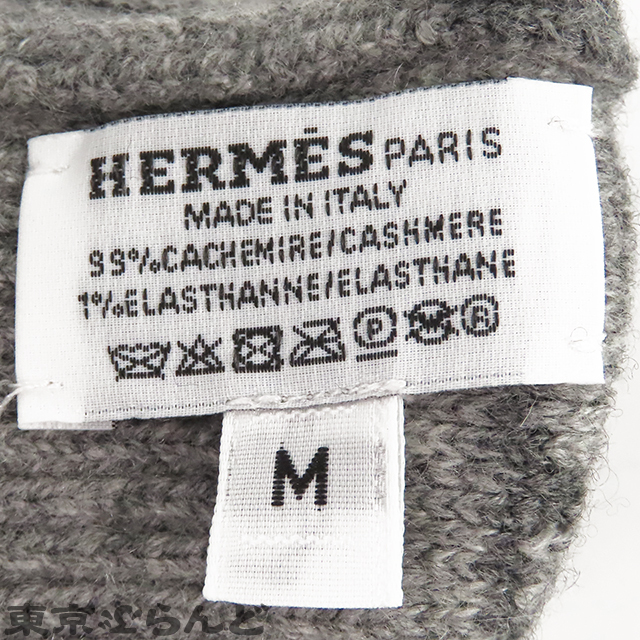 HERMÈS PARIS
MADE IN ITALY
99%CACHEMIRE/CASHMERE
1%ELASTHANNE/ELASTHANE
P W R
M
東京ぶらんど